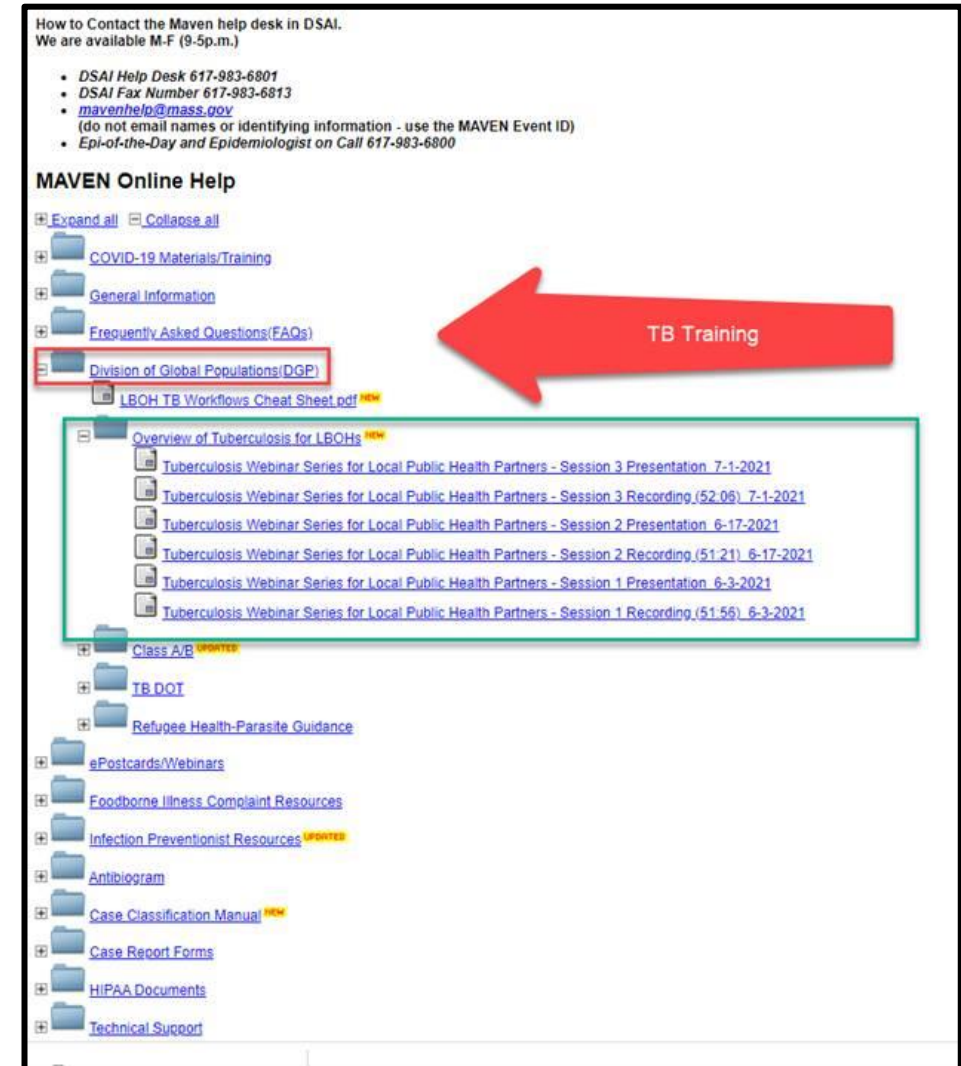 How to Contact the Maven help desk in DSAI.
We are available M-F (9-5p.m.)
DSAI Help Desk 617-983-6801
DSAI Fax Number 617-983-6813
mavenhelp@mass.gov
(do not email names or identifying information - use the MAVEN Event ID)
Epi-of-the-Day and Epidemiologist on Call 617-983-6800
MAVEN Online Help
Expand all Collapse all
COVID-19 Materials/Training
General Information
Frequently Asked Questions(FAQs)
TB Training
Division of Global Populations(DGP)
LBOH TB Workflows Cheat Sheet.pdf NEW
Overview of Tuberculosis for LBOHs NEW
Tuberculosis Webinar Series for Local Public Health Partners - Session 3 Presentation 7-1-2021
Tuberculosis Webinar Series for Local Public Health Partners - Session 3 Recording (52:06) 7-1-2021
Tuberculosis Webinar Series for Local Public Health Partners - Session 2 Presentation 6-17-2021
Tuberculosis Webinar Series for Local Public Health Partners - Session 2 Recording (51:21) 6-17-2021
Tuberculosis Webinar Series for Local Public Health Partners - Session 1 Presentation 6-3-2021
Tuberculosis Webinar Series for Local Public Health Partners - Session 1 Recording (51:56) 6-3-2021
Class A/B UPDATED
TB DOT
Refugee Health-Parasite Guidance
ePostcards/Webinars
Foodborne Illness Complaint Resources
Infection Preventionist Resources UPDATED
Antibiogram
Case Classification Manual NEW
Case Report Forms
HIPAA Documents
Technical Support